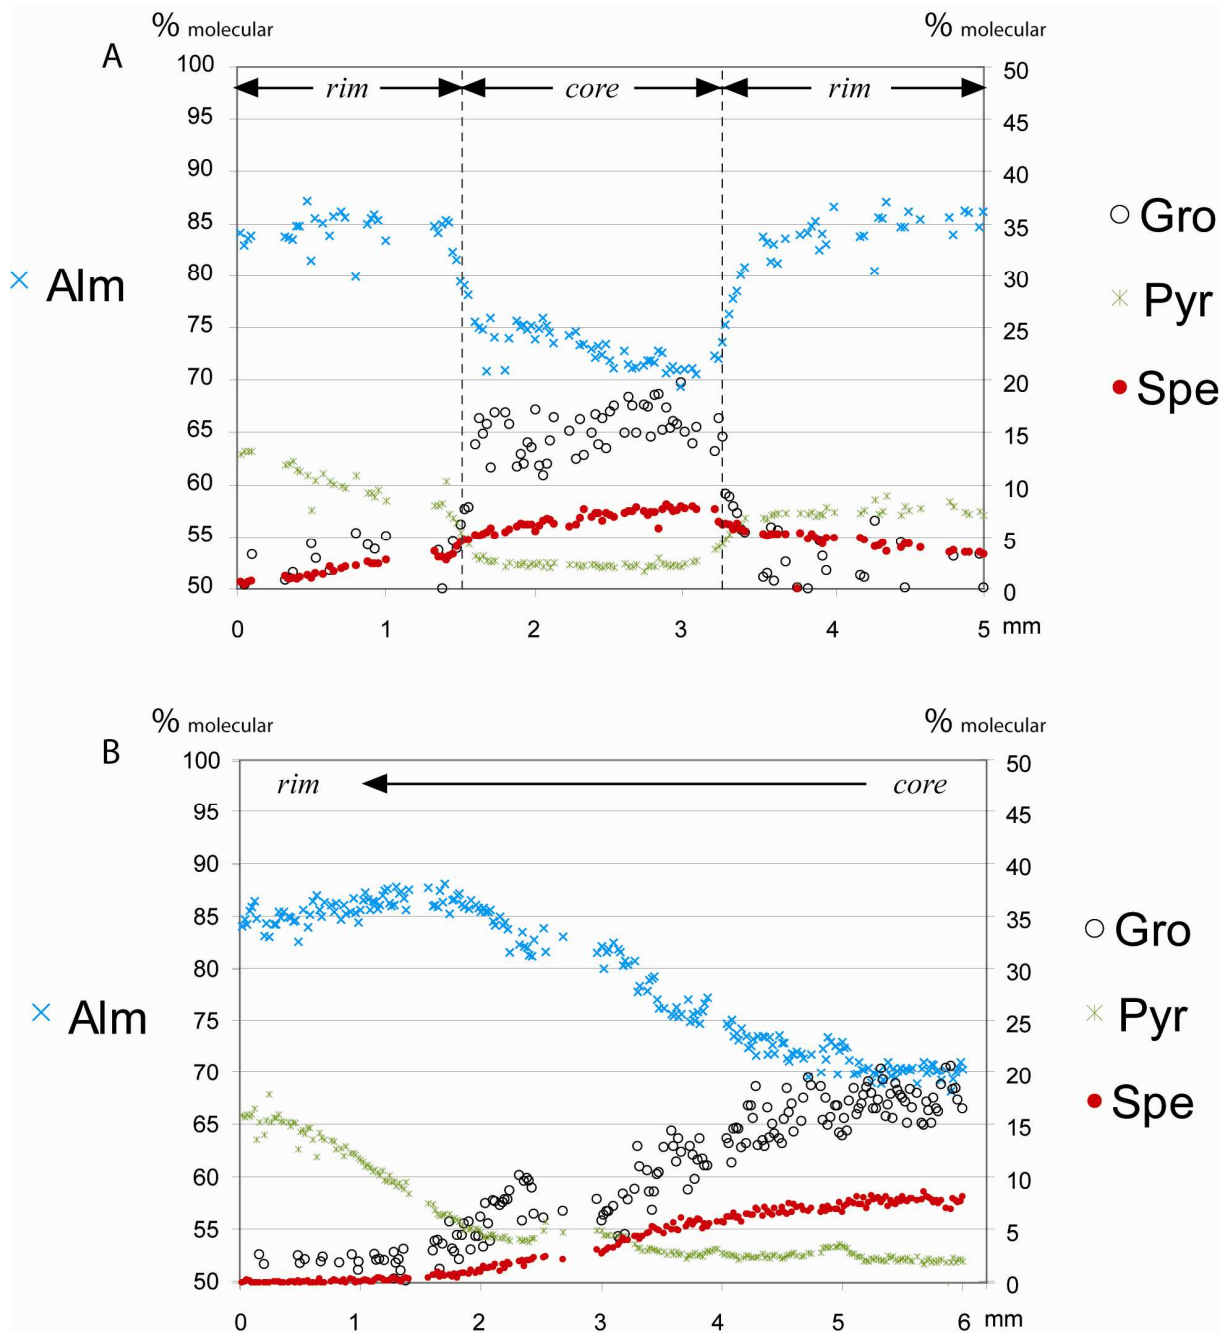 % molecular % molecular
A
100 50
rim core rim
95 45
90 40
85 35
80 30
75 25
70 20
65 15
60 10
55 5
50 0
0 1 2 3 4 5 mm
Alm
Gro
Pyr
Spe
% molecular % molecular
B
100 50
rim core
95 45
90 40
85 35
80 30
75 25
70 20
65 15
60 10
55 5
50 0
0 1 2 3 4 5 6 mm
Alm
Gro
Pyr
Spe